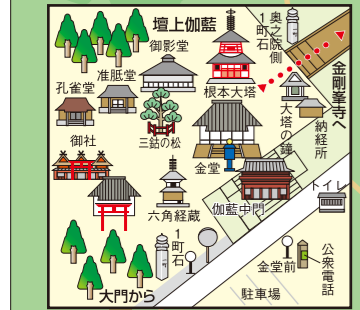 壇上伽藍
奥之院側
1町石
金剛峯寺へ
御影堂
准胝堂
孔雀堂
根本大塔
大塔の鐘
納経所
三鈷の松
御社
金堂
トイレ
六角経蔵
伽藍中門
1町石
金堂前
公衆電話
大門から
駐車場